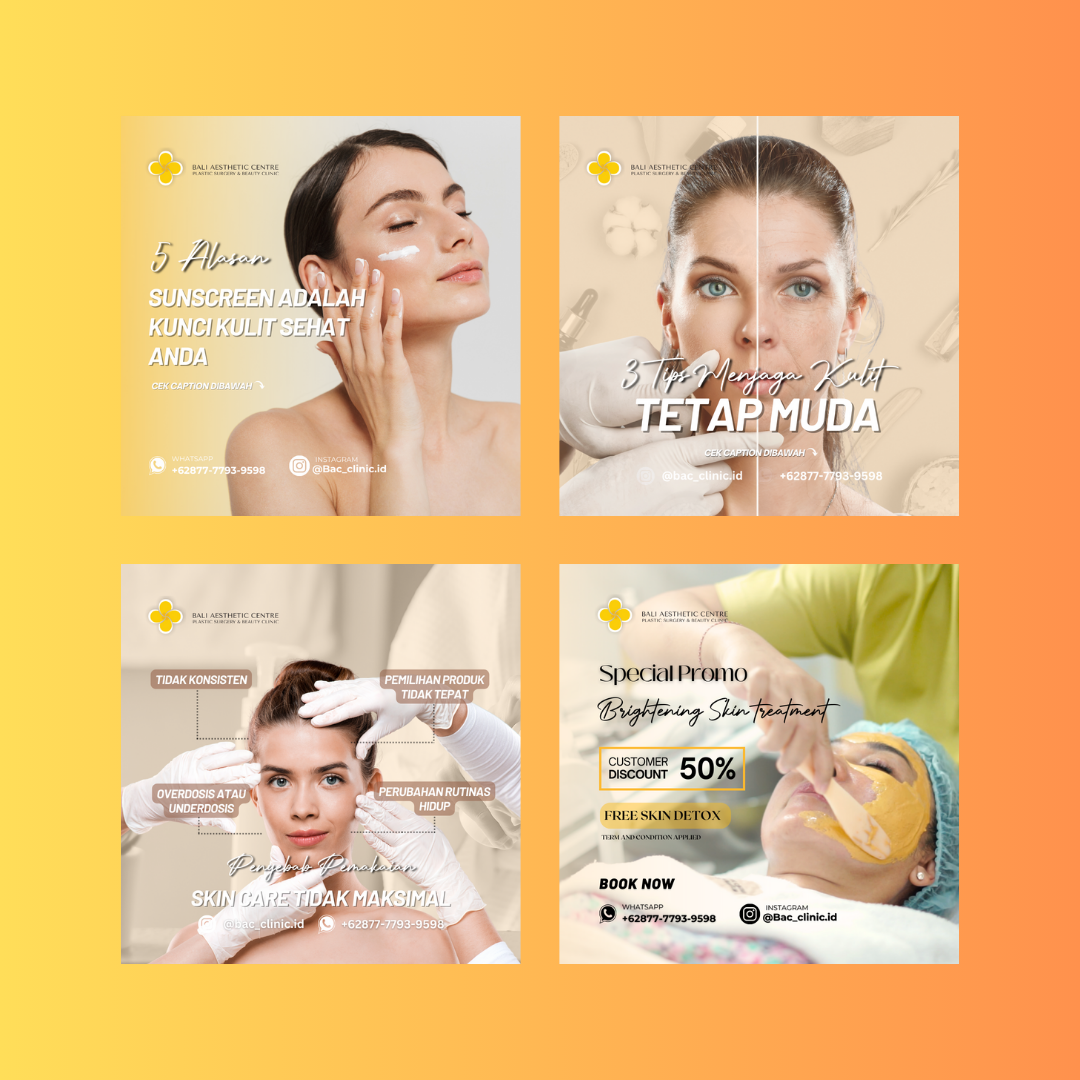 BALI AESTHETIC CENTRE
PLASTIC SURGERY & BEAUTY CLINIC
5 Alasan
SUNSCREEN ADALAH
KUNCI KULIT SEHAT
ANDA
CEK CAPTION DIBAWAH
WHATSAPP
+62877-7793-9598
INSTAGRAM
@Bac_clinic.id
BALI AESTHETIC CENTRE
PLASTIC SURGERY & BEAUTY CLINIC
3 Tips Menjaga Kulit
TETAP MUDA
CEK CAPTION DIBAWAH
@bac_clinic.id +62877-7793-9598
BALI AESTHETIC CENTRE
PLASTIC SURGERY & BEAUTY CLINIC
TIDAK KONSISTEN
PEMILIHAN PRODUK
TIDAK TEPAT
OVERDOSIS ATAU
UNDERDOSIS
PERUBAHAN RUTINAS
HIDUP
Pengebab Pemakaian
SKIN CARE TIDAK MAKSIMAL
@bac_clinic.id +62877-7793-9598
BALI AESTHETIC CENTRE
PLASTIC SURGERY & BEAUTY CLINIC
Special Promo
Brightening Skin treatment
CUSTOMER
DISCOUNT 50%
FREE SKIN DETOX
TERM AND CONDITION APPLIED
BOOK NOW
WHATSAPP
+62877-7793-9598
INSTAGRAM
@Bac_clinic.id